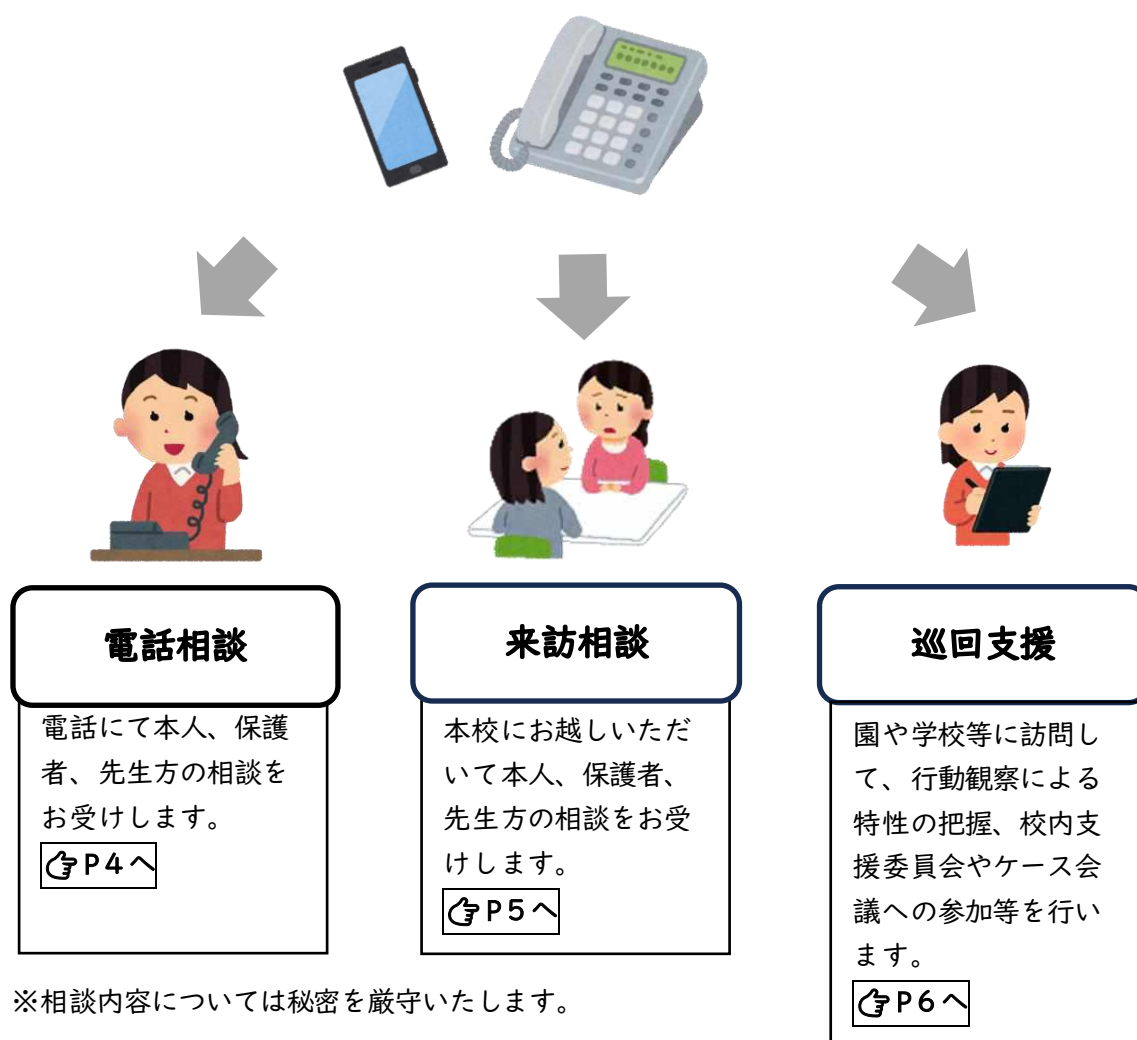 電話相談
電話にて本人、保護
者、先生方の相談を
お受けします。
☞P4へ
来訪相談
本校にお越しいただ
いて本人、保護者、
先生方の相談をお受
けします。
☞P5へ
巡回支援
園や学校等に訪問し
て、行動観察による
特性の把握、校内支
援委員会やケース会
議への参加等を行い
ます。
☞P6へ
※相談内容については秘密を厳守いたします。